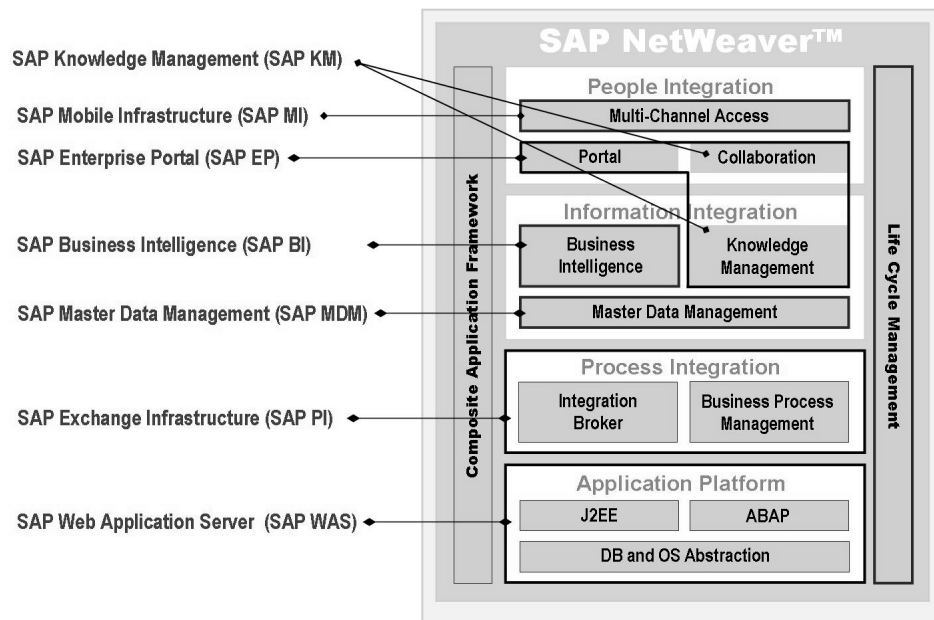 SAP NetWeaver™
SAP Knowledge Management (SAP KM)
SAP Mobile Infrastructure (SAP MI)
SAP Enterprise Portal (SAP EP)
SAP Business Intelligence (SAP BI)
SAP Master Data Management (SAP MDM)
SAP Exchange Infrastructure (SAP PI)
SAP Web Application Server (SAP WAS)
Composite Application Framework
People Integration
Multi-Channel Access
Portal
Collaboration
Information Integration
Business
Intelligence
Knowledge
Management
Master Data Management
Process Integration
Integration
Broker
Business Process
Management
Application Platform
J2EE
ABAP
DB and OS Abstraction
Life Cycle Management